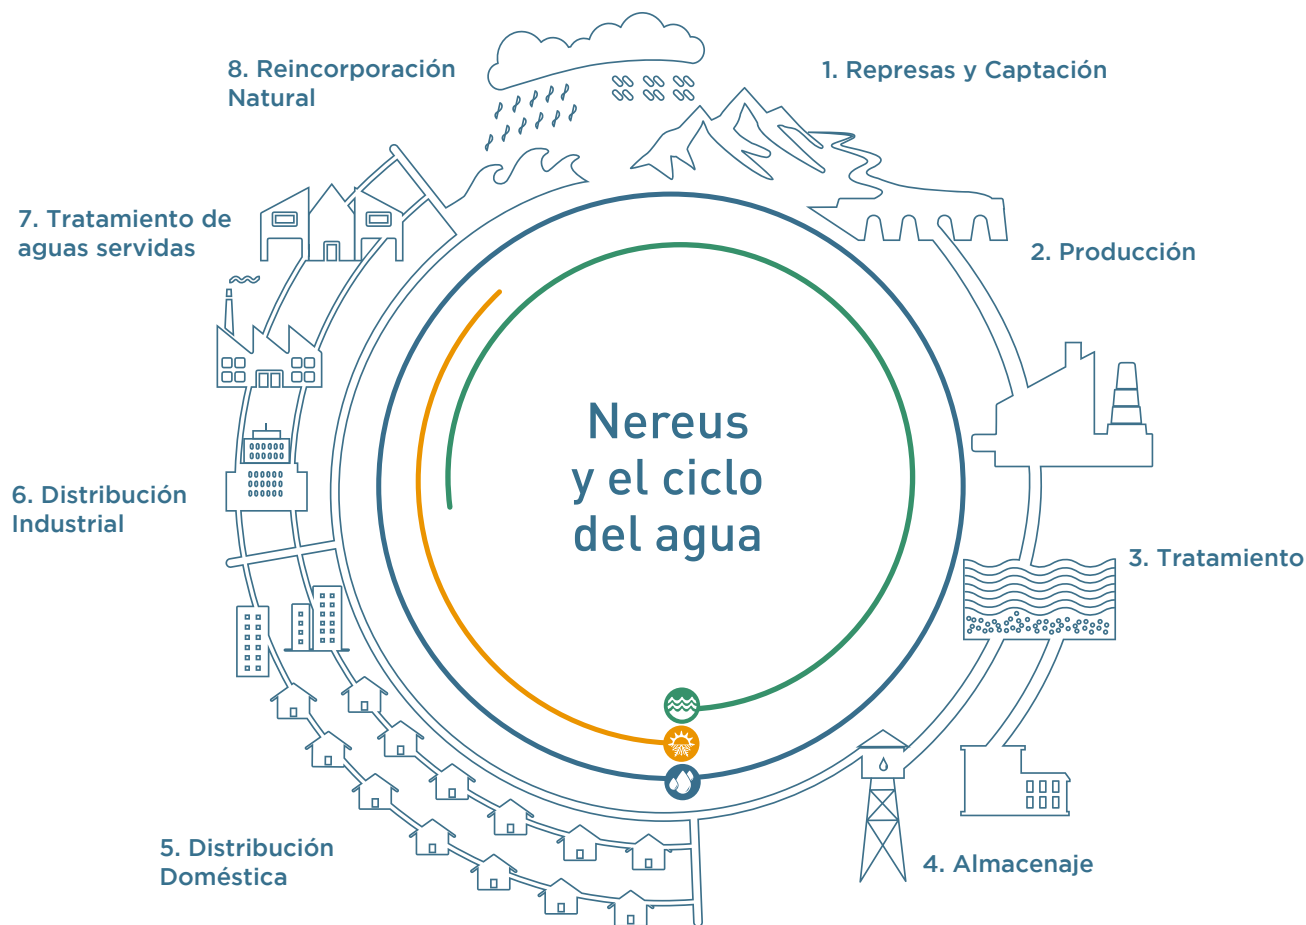 Nereus
y el ciclo
del agua
1. Represas y Captación
2. Producción
3. Tratamiento
4. Almacenaje
5. Distribución
Doméstica
6. Distribución
Industrial
7. Tratamiento de
aguas servidas
8. Reincorporación
Natural